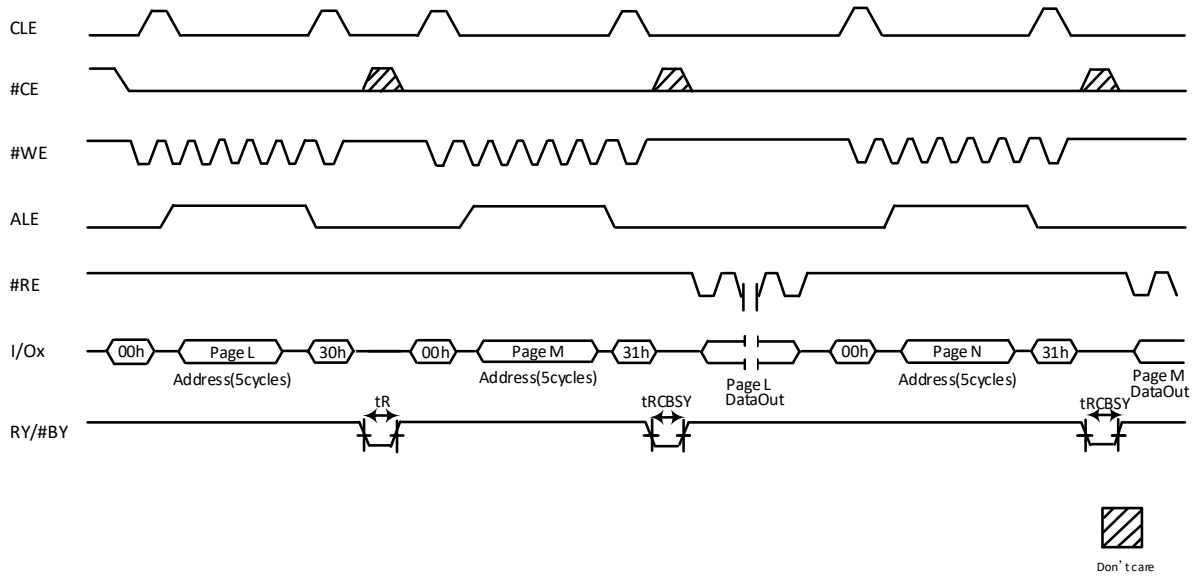 CLE
#CE
#WE
ALE
#RE
I/Ox
00h
Page L
30h
00h
Page M
31h
00h
Page N
31h
Address(5cycles)
Address(5cycles)
Page L
DataOut
Address(5cycles)
Page M
DataOut
tR
tRCBSY
tRCBSY
RY/#BY
Don't care